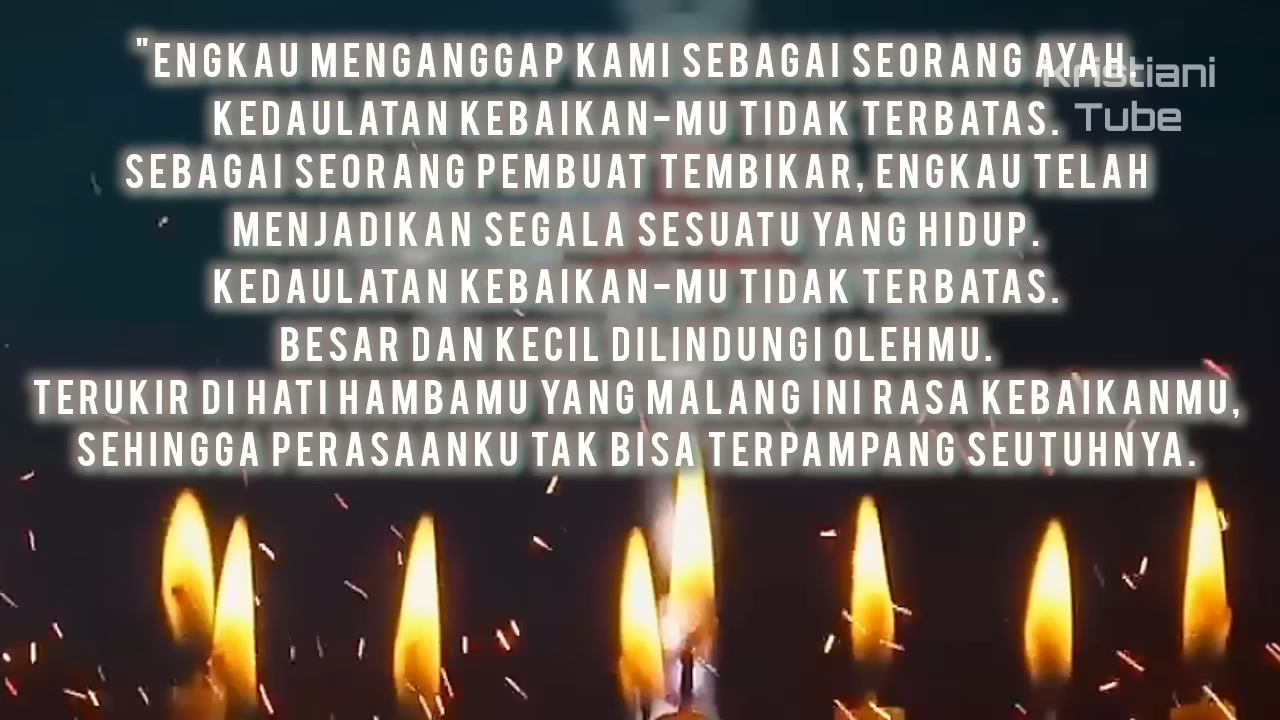 "ENGKAU MENGANGGAP KAMI SEBAGAI SEORANG AYAH.
KEDAULATAN KEBAIKAN-MU TIDAK TERBATAS.
SEBAGAI SEORANG PEMBUAT TEMBIKAR, ENGKAU TELAH
MENJADIKAN SEGALA SESUATU YANG HIDUP.
KEDAULATAN KEBAIKAN-MU TIDAK TERBATAS.
BESAR DAN KECIL DILINDUNGI OLEHMU.
TERUKIR DI HATI HAMBAMU YANG MALANG INI RASA KEBAIKANMU,
SEHINGGA PERASAANKU TAK BISA TERPAMPANG SEUTUHNYA.
Kristiani
Tube